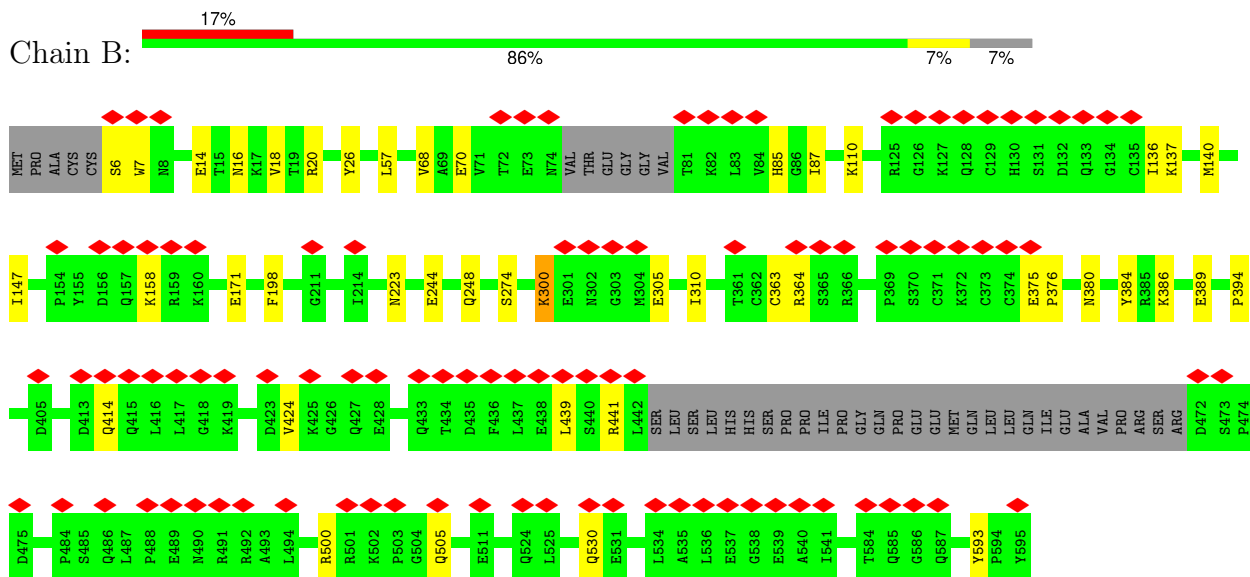 17%
Chain B:
86% 7% 7%
MET PRO ALA CYS CYS S6 W7 N8 E14 T15 N16 K17 V18 T19 R20 Y26 L57 V68 A69 E70 V71 T72 E73 N74 VAL THR GLU GLY GLY VAL T81 K82 L83 V84 H85 G86 I87 K110 R125 G126 K127 Q128 C129 H130 S131 D132 Q133 G134 C135 I136 K137 M140
I147 P154 Y155 D156 Q157 K158 R159 K160 E171 F198 G211 I214 N223 E244 Q248 S274 K300 E301 N302 G303 M304 E305 I310 T361 C362 C363 R364 S365 R366 P369 S370 C371 K372 C373 C374 E375 P376 N380 Y384 R385 K386 E389 P394
D405 D413 Q414 Q415 L416 L417 G418 K419 D423 V424 K425 G426 Q427 E428 Q433 T434 D435 F436 L437 E438 L439 S440 R441 L442 SER LEU SER LEU HIS HIS SER PRO PRO ILE PRO GLY GLN PRO GLU GLU MET GLN LEU LEU GLN ILE GLU ALA VAL PRO ARG SER ARG D472 S473 P474
D475 P484 S485 Q486 L487 P488 E489 N490 R491 R492 A493 L494 R500 R501 K502 P503 G504 Q505 E511 Q524 L525 Q530 E531 L534 A535 L536 E537 G538 E539 A540 I541 T584 Q585 G586 Q587 Y593 P594 Y595